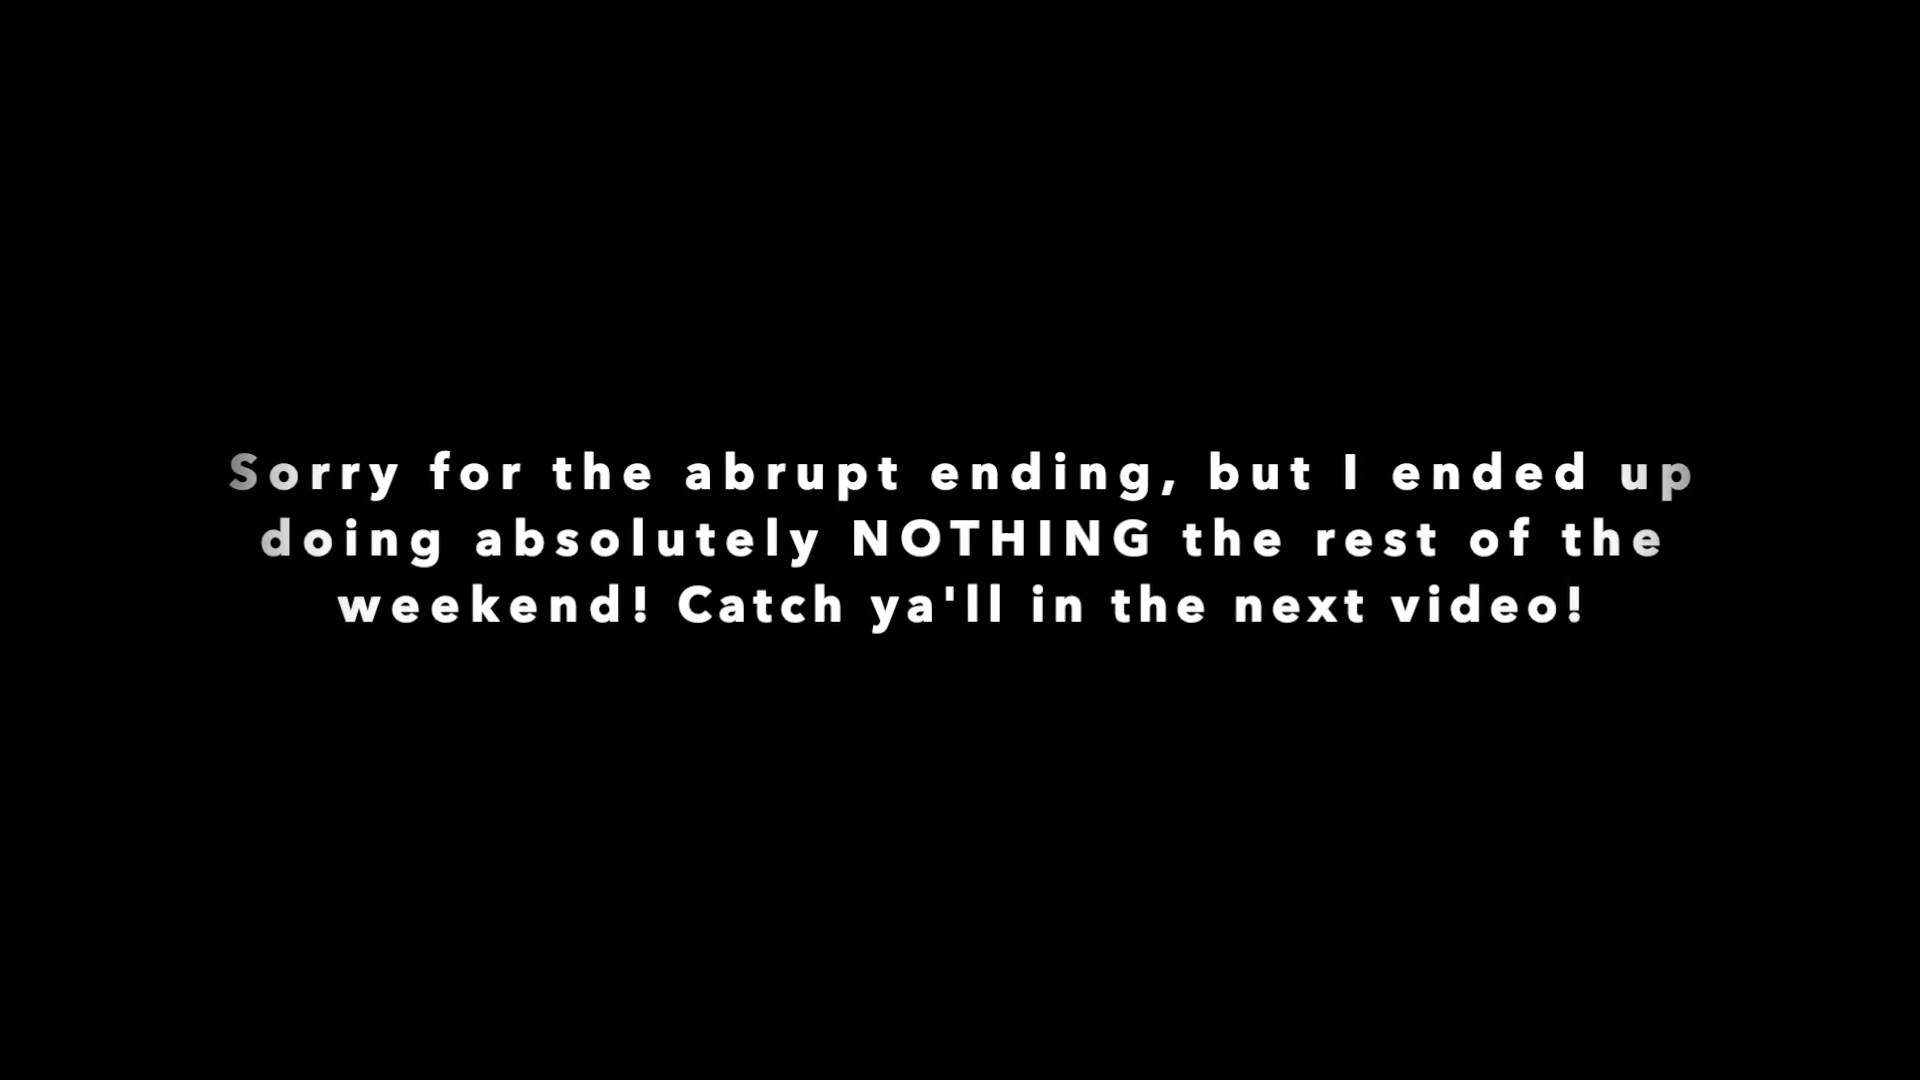 Sorry for the abrupt ending, but I ended up
doing absolutely NOTHING the rest of the
weekend! Catch ya'll in the next video!